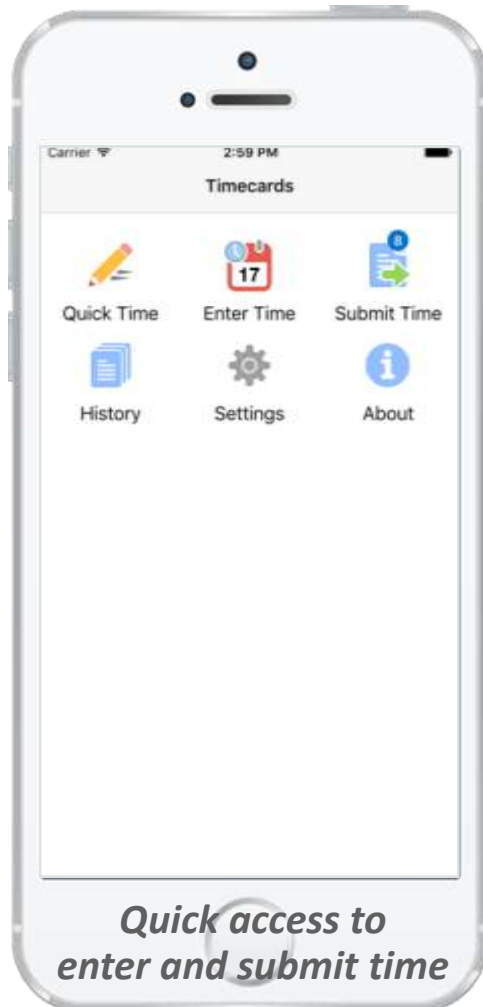 Carrier 2:59 PM
Timecards
8
17
Quick Time Enter Time Submit Time
History Settings About
Quick access to
enter and submit time